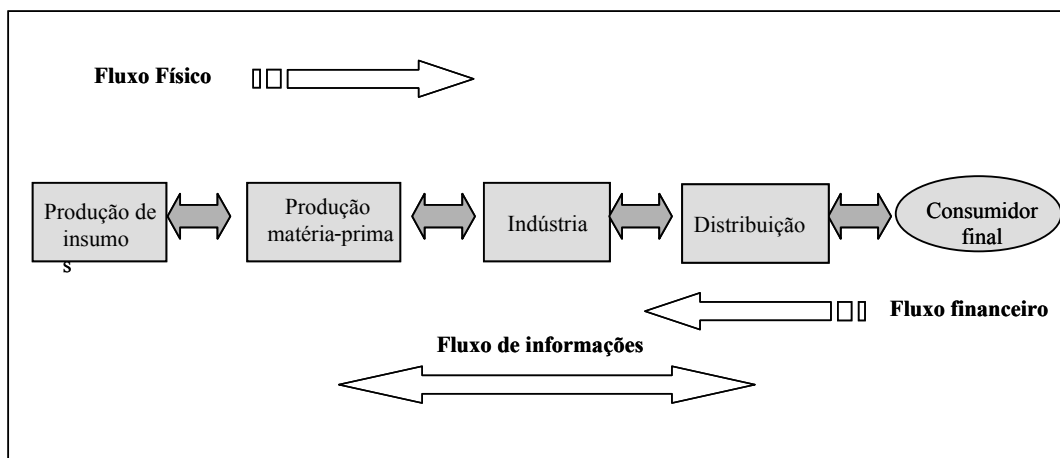 Fluxo Físico
Produção de
insumo
s
Produção
matéria-prima
Indústria
Distribuição
Consumidor
final
Fluxo financeiro
Fluxo de informações